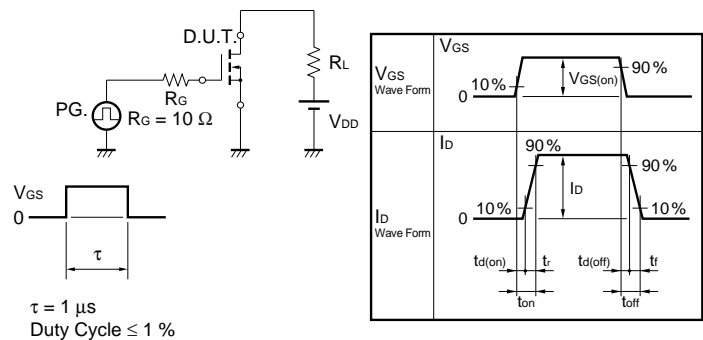 D.U.T.
RL
PG.
RG
RG = 10 Ω
VDD
VGS
0
τ
τ = 1 μs
Duty Cycle ≤ 1 %
VGS
Wave Form
VGS
10 %
0
VGS(on)
90 %
ID
Wave Form
ID
90 %
90 %
ID
10 %
0
10 %
td(on)
tr
td(off)
tf
ton
toff